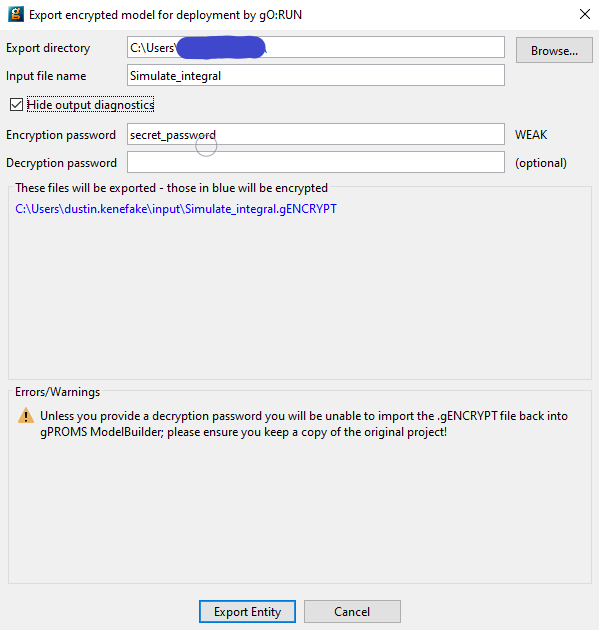 Export encrypted model for deployment by gO:RUN
Export directory C:\Users\ Browse...
Input file name Simulate_integral
Hide output diagnostics
Encryption password secret_password WEAK
Decryption password (optional)
These files will be exported - those in blue will be encrypted
C:\Users\dustin.kenefake\input\Simulate_integral.gENCRYPT
Errors/Warnings
Unless you provide a decryption password you will be unable to import the .gENCRYPT file back into
gPROMS ModelBuilder; please ensure you keep a copy of the original project!
Export Entity Cancel